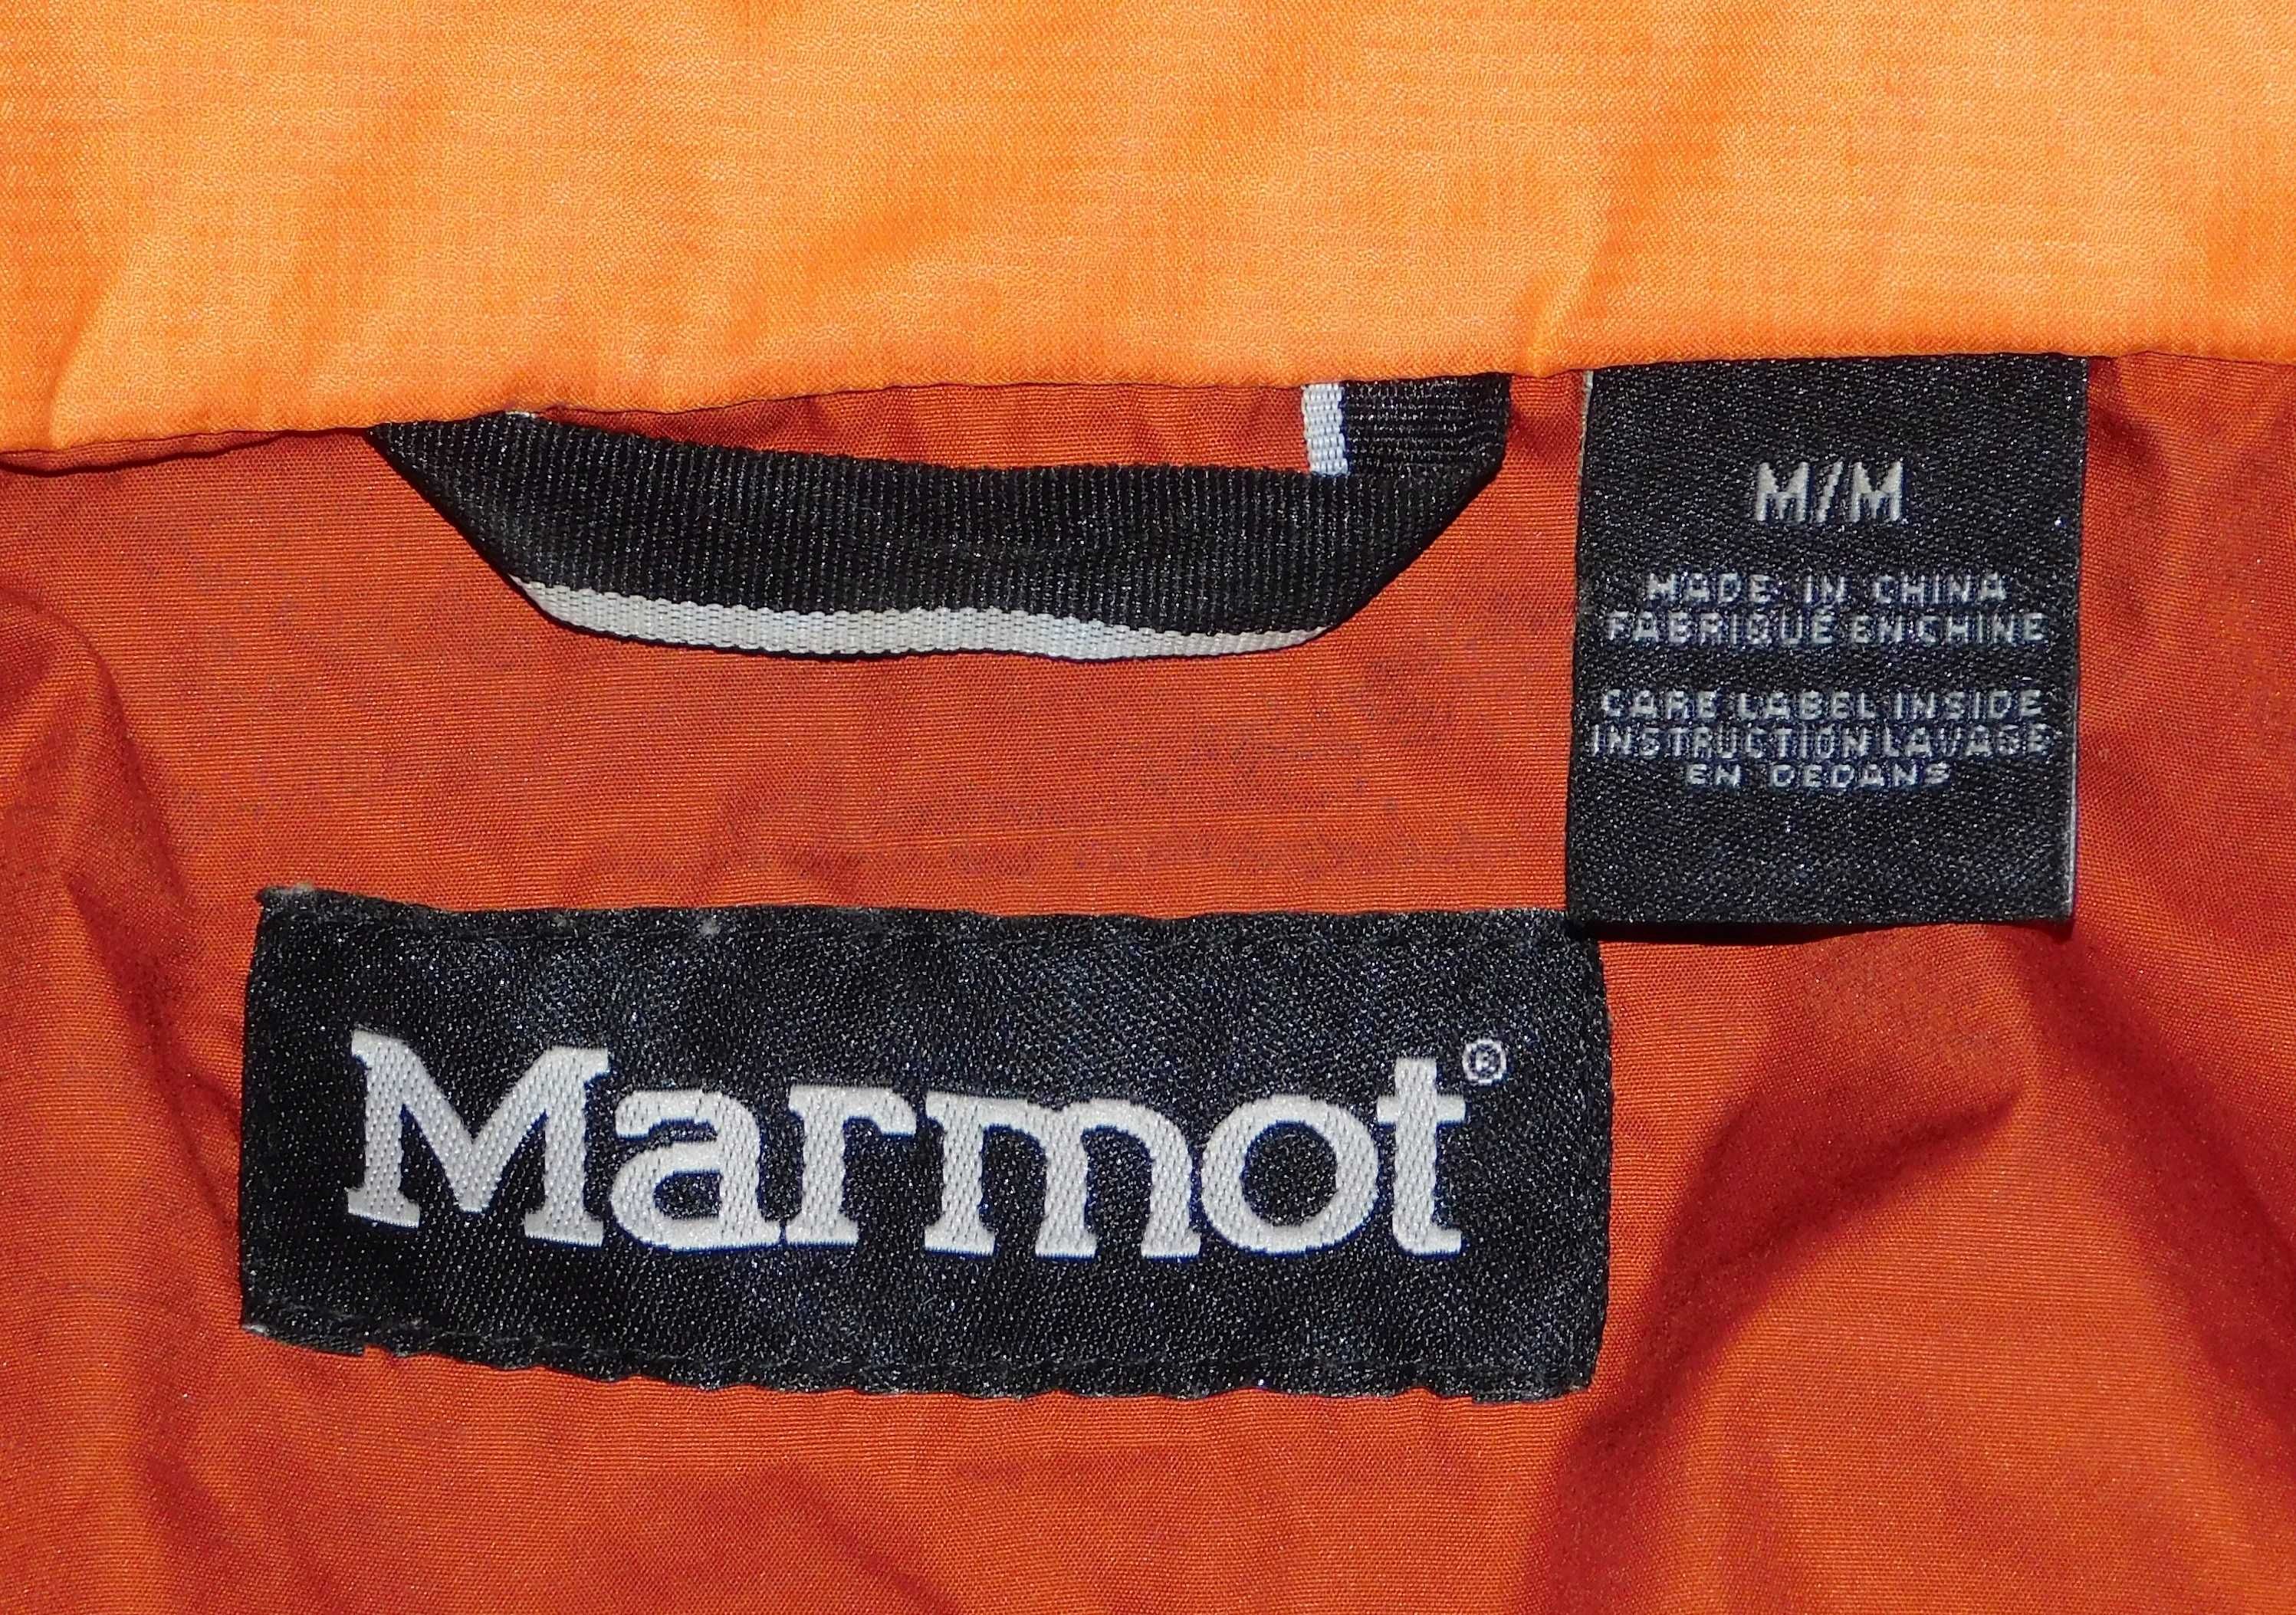 M/M
MADE IN CHINA
FABRIQUÉ EN CHINE
CARE LABEL INSIDE
INSTRUCTION LAVAGE
EN DEDANS
Marmot®